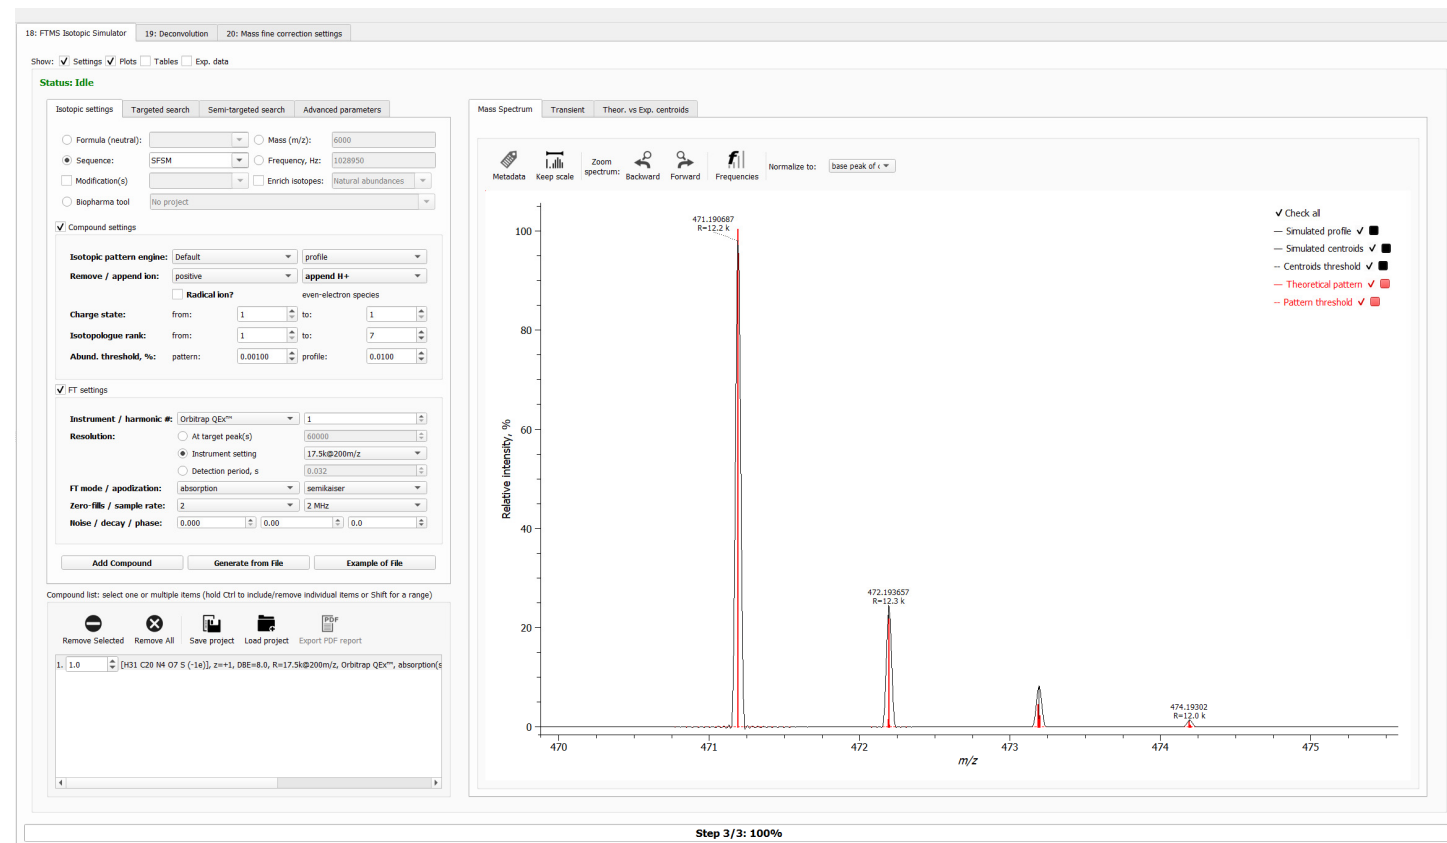 18: FTMS Isotopic Simulator 19: Deconvolution 20: Mass fine correction settings
Show: Settings Plots Tables Exp. data
Status: Idle
Isotopic settings Targeted search Semi-targeted search Advanced parameters
Formula (neutral): Mass (m/z): 6000
Sequence: SFSM Frequency, Hz: 1028950
Modification(s) Enrich isotopes: Natural abundances
Biopharma tool No project
Compound settings
Isotopic pattern engine: Default profile
Remove / append ion: positive append H+
Radical ion? even-electron species
Charge state: from: 1 to: 1
Isotopologue rank: from: 1 to: 7
Abund. threshold, %: pattern: 0.00100 profile: 0.0100
FT settings
Instrument / harmonic #: Orbitrap QEx™ 1
Resolution: At target peak(s) 60000
Instrument setting 17.5k@200m/z
Detection period, s 0.032
FT mode / apodization: absorption semikaiser
Zero-fills / sample rate: 2 2 MHz
Noise / decay / phase: 0.000 0.00 0.0
Add Compound Generate from File Example of File
Compound list: select one or multiple items (hold Ctrl to include/remove individual items or Shift for a range)
Remove Selected Remove All Save project Load project PDF Export PDF report
1. 1.0 [H31 C20 N4 O7 S (-1e)], z=+1, DBE=8.0, R=17.5k@200m/z, Orbitrap QEx™, absorption(s
Mass Spectrum Transient Theor. vs Exp. centroids
Metadata Keep scale Zoom spectrum: Backward Forward f Frequencies Normalize to: base peak of c
Check all
Simulated profile
Simulated centroids
Centroids threshold
Theoretical pattern
Pattern threshold
Relative intensity, %
100
80
60
40
20
0
471.190687
R=12.2 k
472.193657
R=12.3 k
474.19302
R=12.0 k
470 471 472 473 474 475
m/z
Step 3/3: 100%